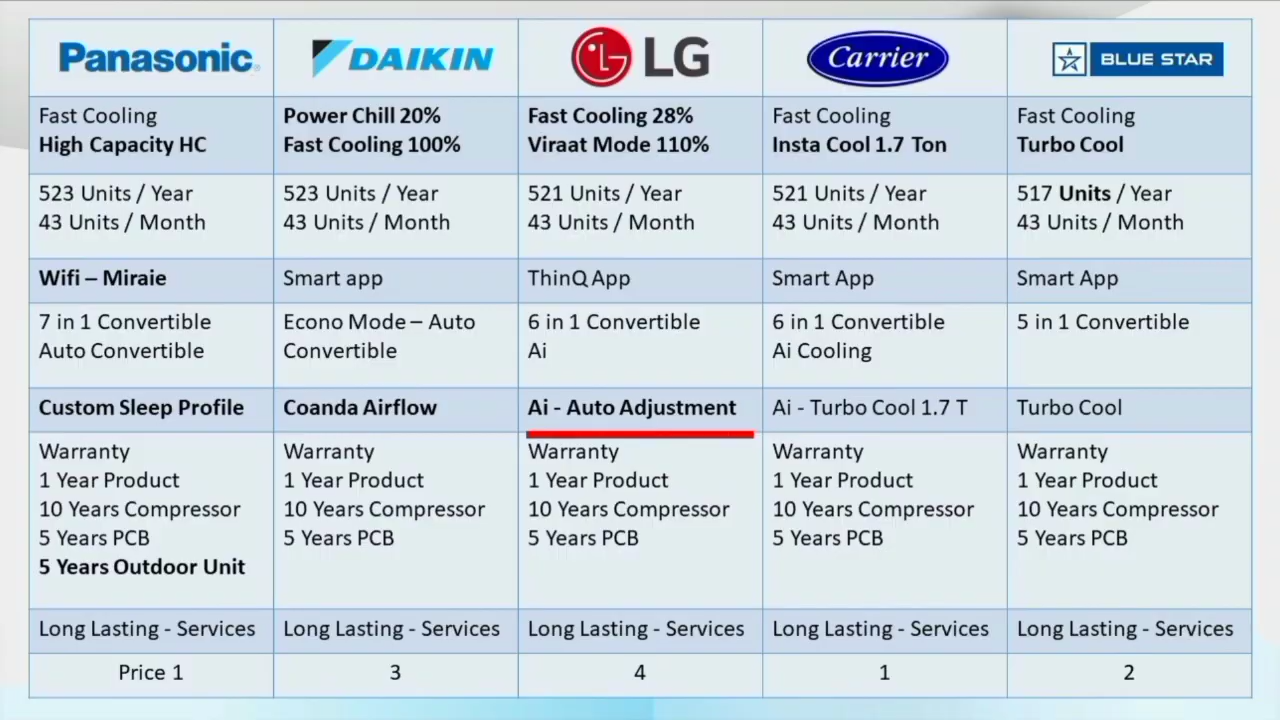 Panasonic
DAIKIN
LG
Carrier
BLUE STAR
Fast Cooling
High Capacity HC
Power Chill 20%
Fast Cooling 100%
Fast Cooling 28%
Viraat Mode 110%
Fast Cooling
Insta Cool 1.7 Ton
Fast Cooling
Turbo Cool
523 Units / Year
43 Units / Month
523 Units / Year
43 Units / Month
521 Units / Year
43 Units / Month
521 Units / Year
43 Units / Month
517 Units / Year
43 Units / Month
Wifi – Miraie
Smart app
ThinQ App
Smart App
Smart App
7 in 1 Convertible
Auto Convertible
Econo Mode – Auto
Convertible
6 in 1 Convertible
Ai
6 in 1 Convertible
Ai Cooling
5 in 1 Convertible
Custom Sleep Profile
Coanda Airflow
Ai - Auto Adjustment
Ai - Turbo Cool 1.7 T
Turbo Cool
Warranty
1 Year Product
10 Years Compressor
5 Years PCB
5 Years Outdoor Unit
Warranty
1 Year Product
10 Years Compressor
5 Years PCB
Warranty
1 Year Product
10 Years Compressor
5 Years PCB
Warranty
1 Year Product
10 Years Compressor
5 Years PCB
Warranty
1 Year Product
10 Years Compressor
5 Years PCB
Long Lasting - Services
Long Lasting - Services
Long Lasting - Services
Long Lasting - Services
Long Lasting - Services
Price 1
3
4
1
2